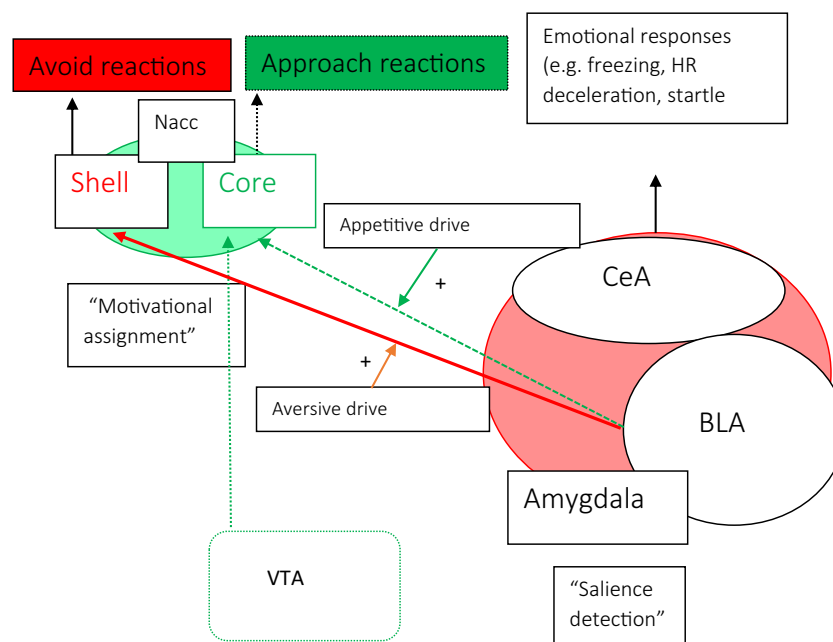 Avoid reactions
Approach reactions
Emotional responses
(e.g. freezing, HR
deceleration, startle
Nacc
Shell
Core
Appetitive drive
+
CeA
"Motivational
assignment"
+
Aversive drive
BLA
Amygdala
VTA
"Salience
detection"